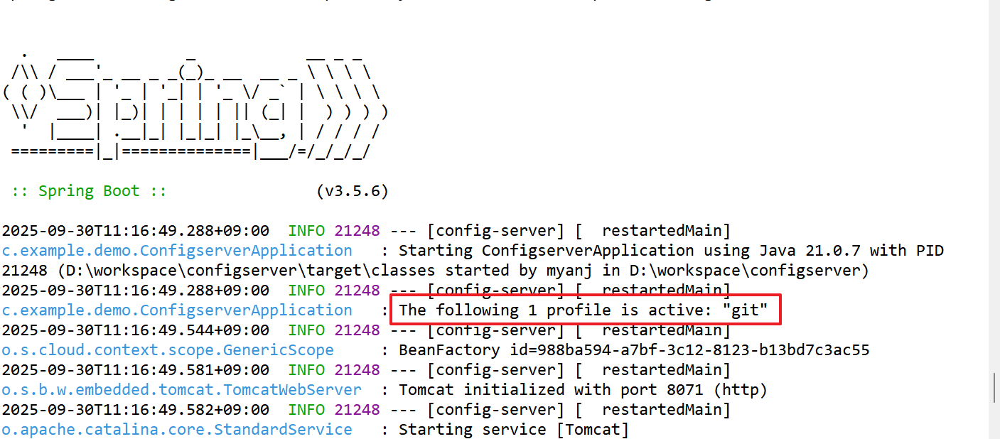 .   ____          _            __ _ _
 /\\ / ___'_ __ _ _(_)_ __  __ _ \ \ \ \
( ( )\___ | '_ | '_| | '_ \/ _` | \ \ \ \
 \\/  ___)| |_)| | | | | || (_| |  ) ) ) )
  '  |____| .__|_| |_|_| |_\__, | / / / /
 =========|_|==============|___/=/_/_/_/
 :: Spring Boot ::                (v3.5.6)
2025-09-30T11:16:49.288+09:00  INFO 21248 --- [config-server] [  restartedMain]
c.example.demo.ConfigserverApplication   : Starting ConfigserverApplication using Java 21.0.7 with PID
21248 (D:\workspace\configserver\target\classes started by myanj in D:\workspace\configserver)
2025-09-30T11:16:49.288+09:00  INFO 21248 --- [config-server] [  restartedMain]
c.example.demo.ConfigserverApplication   : The following 1 profile is active: "git"
2025-09-30T11:16:49.544+09:00  INFO 21248 --- [config-server] [  restartedMain]
o.s.cloud.context.scope.GenericScope     : BeanFactory id=988ba594-a7bf-3c12-8123-b13bd7c3ac55
2025-09-30T11:16:49.581+09:00  INFO 21248 --- [config-server] [  restartedMain]
o.s.b.w.embedded.tomcat.TomcatWebServer  : Tomcat initialized with port 8071 (http)
2025-09-30T11:16:49.582+09:00  INFO 21248 --- [config-server] [  restartedMain]
o.apache.catalina.core.StandardService   : Starting service [Tomcat]